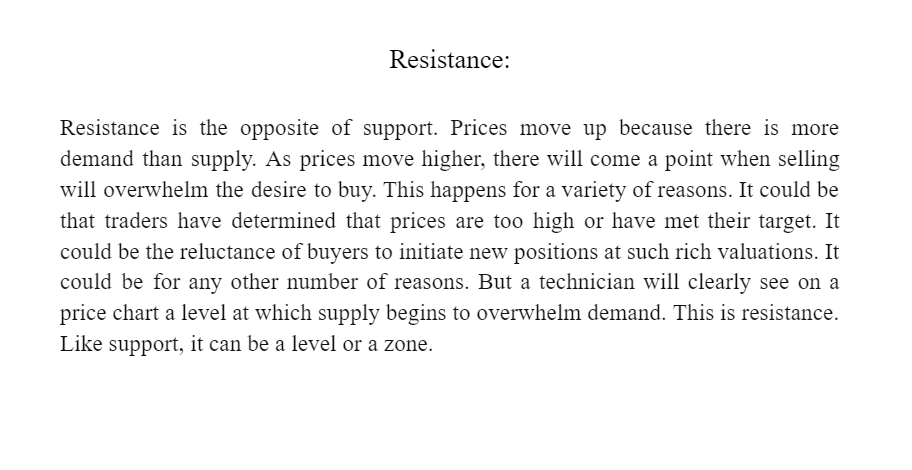 Resistance:
Resistance is the opposite of support. Prices move up because there is more
demand than supply. As prices move higher, there will come a point when selling
will overwhelm the desire to buy. This happens for a variety of reasons. It could be
that traders have determined that prices are too high or have met their target. It
could be the reluctance of buyers to initiate new positions at such rich valuations. It
could be for any other number of reasons. But a technician will clearly see on a
price chart a level at which supply begins to overwhelm demand. This is resistance.
Like support, it can be a level or a zone.